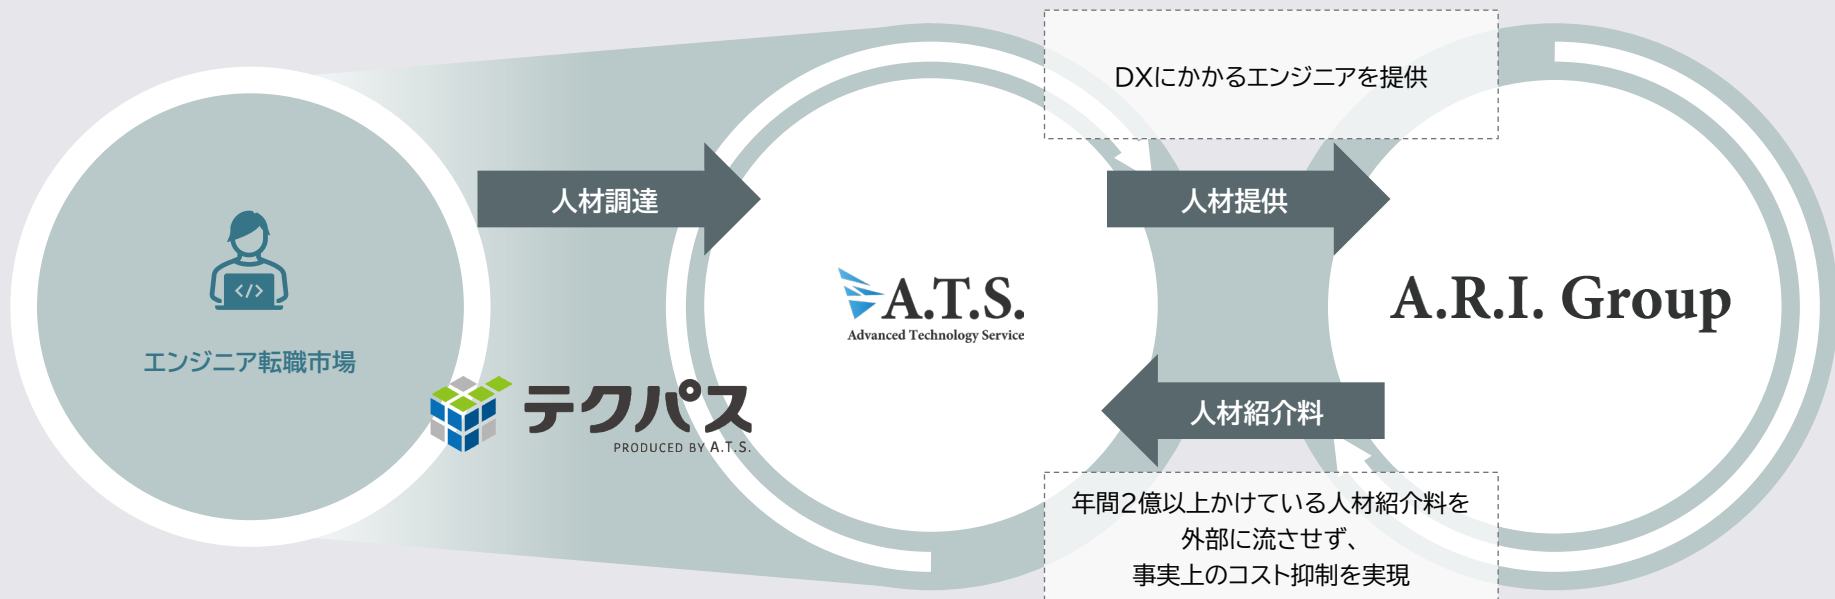 DXにかかるエンジニアを提供
人材調達
人材提供
</>
A.T.S.
Advanced Technology Service
A.R.I. Group
エンジニア転職市場
テクパス
PRODUCED BY A.T.S.
人材紹介料
年間2億以上かけている人材紹介料を
外部に流させず、
事実上のコスト抑制を実現